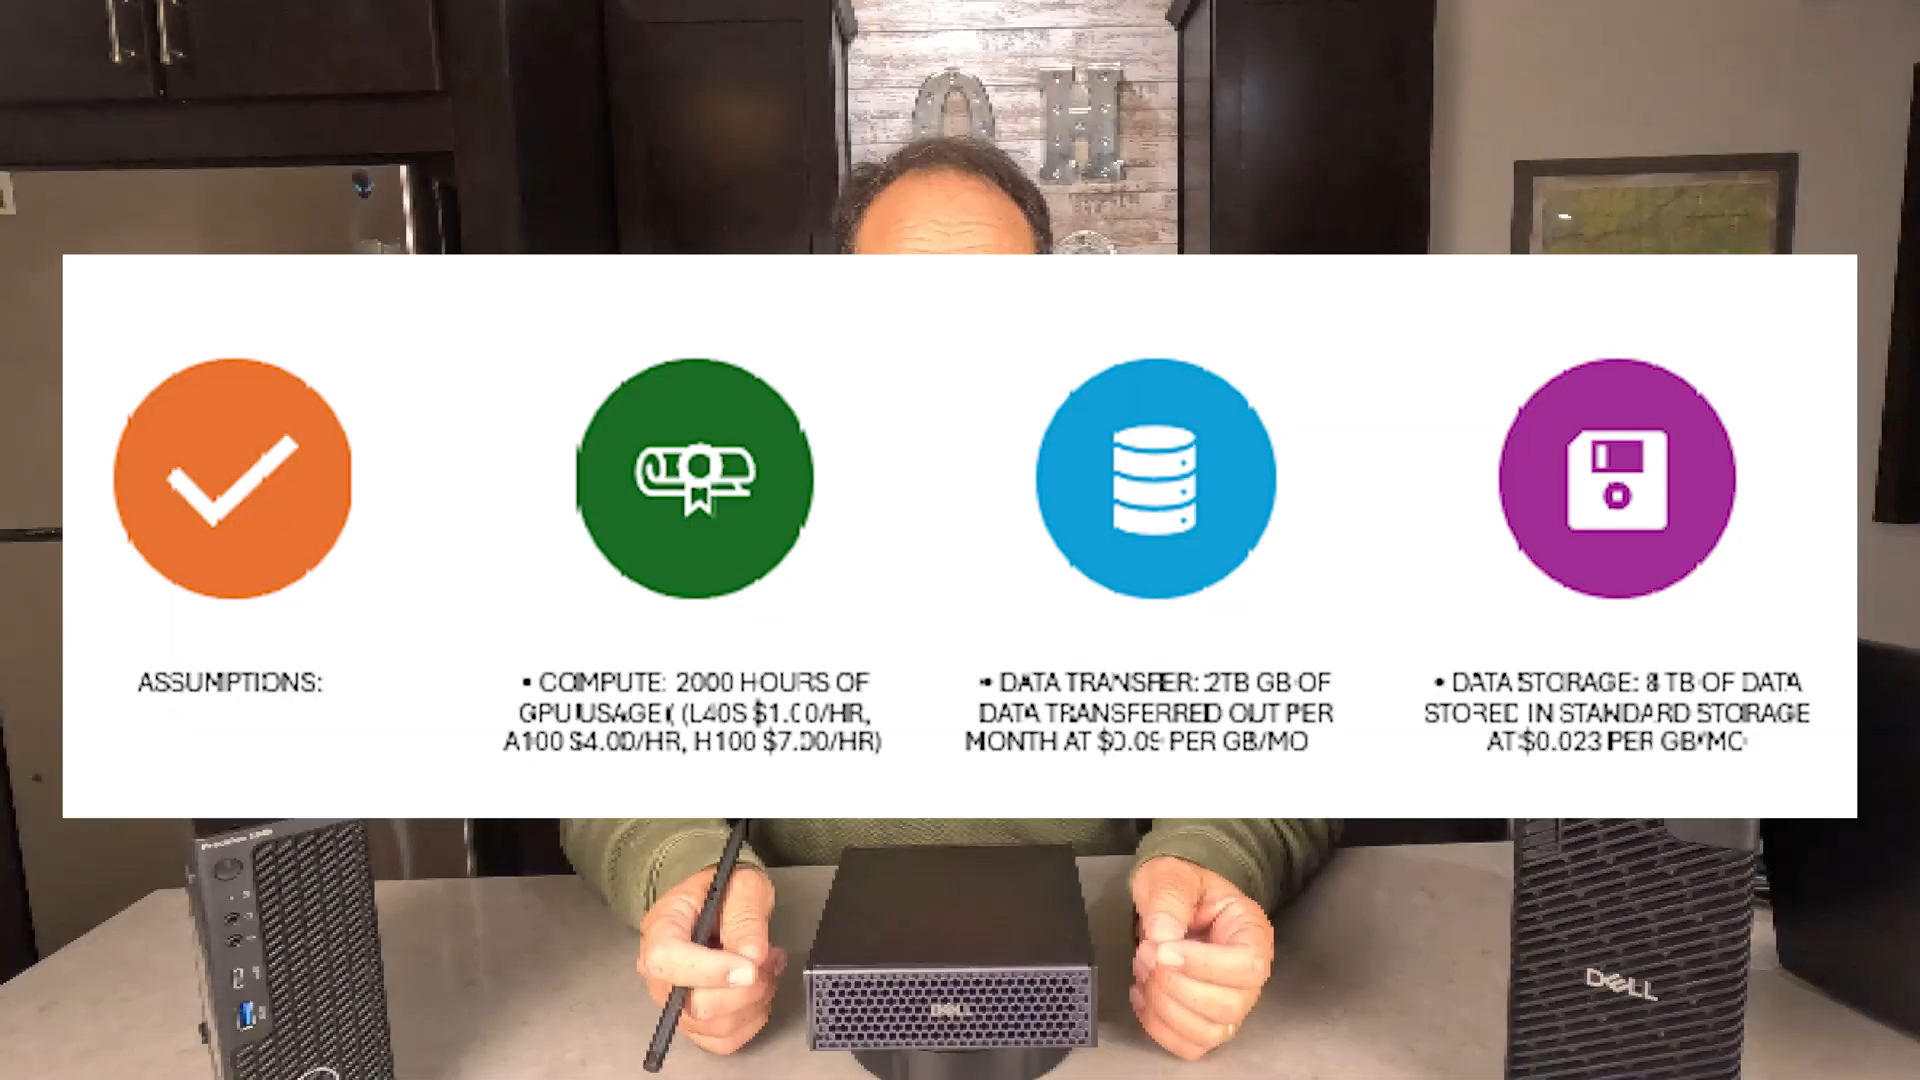 O H
ASSUMPTIONS:
• COMPUTE: 2000 HOURS OF
GPU USAGE ( (L40S $1.00/HR,
A100 $4.00/HR, H100 $7.00/HR)
• DATA TRANSFER: 2TB GB OF
DATA TRANSFERRED OUT PER
MONTH AT $0.09 PER GB/MO
• DATA STORAGE: 8 TB OF DATA
STORED IN STANDARD STORAGE
AT $0.023 PER GB*MO
Precision
DELL
DELL